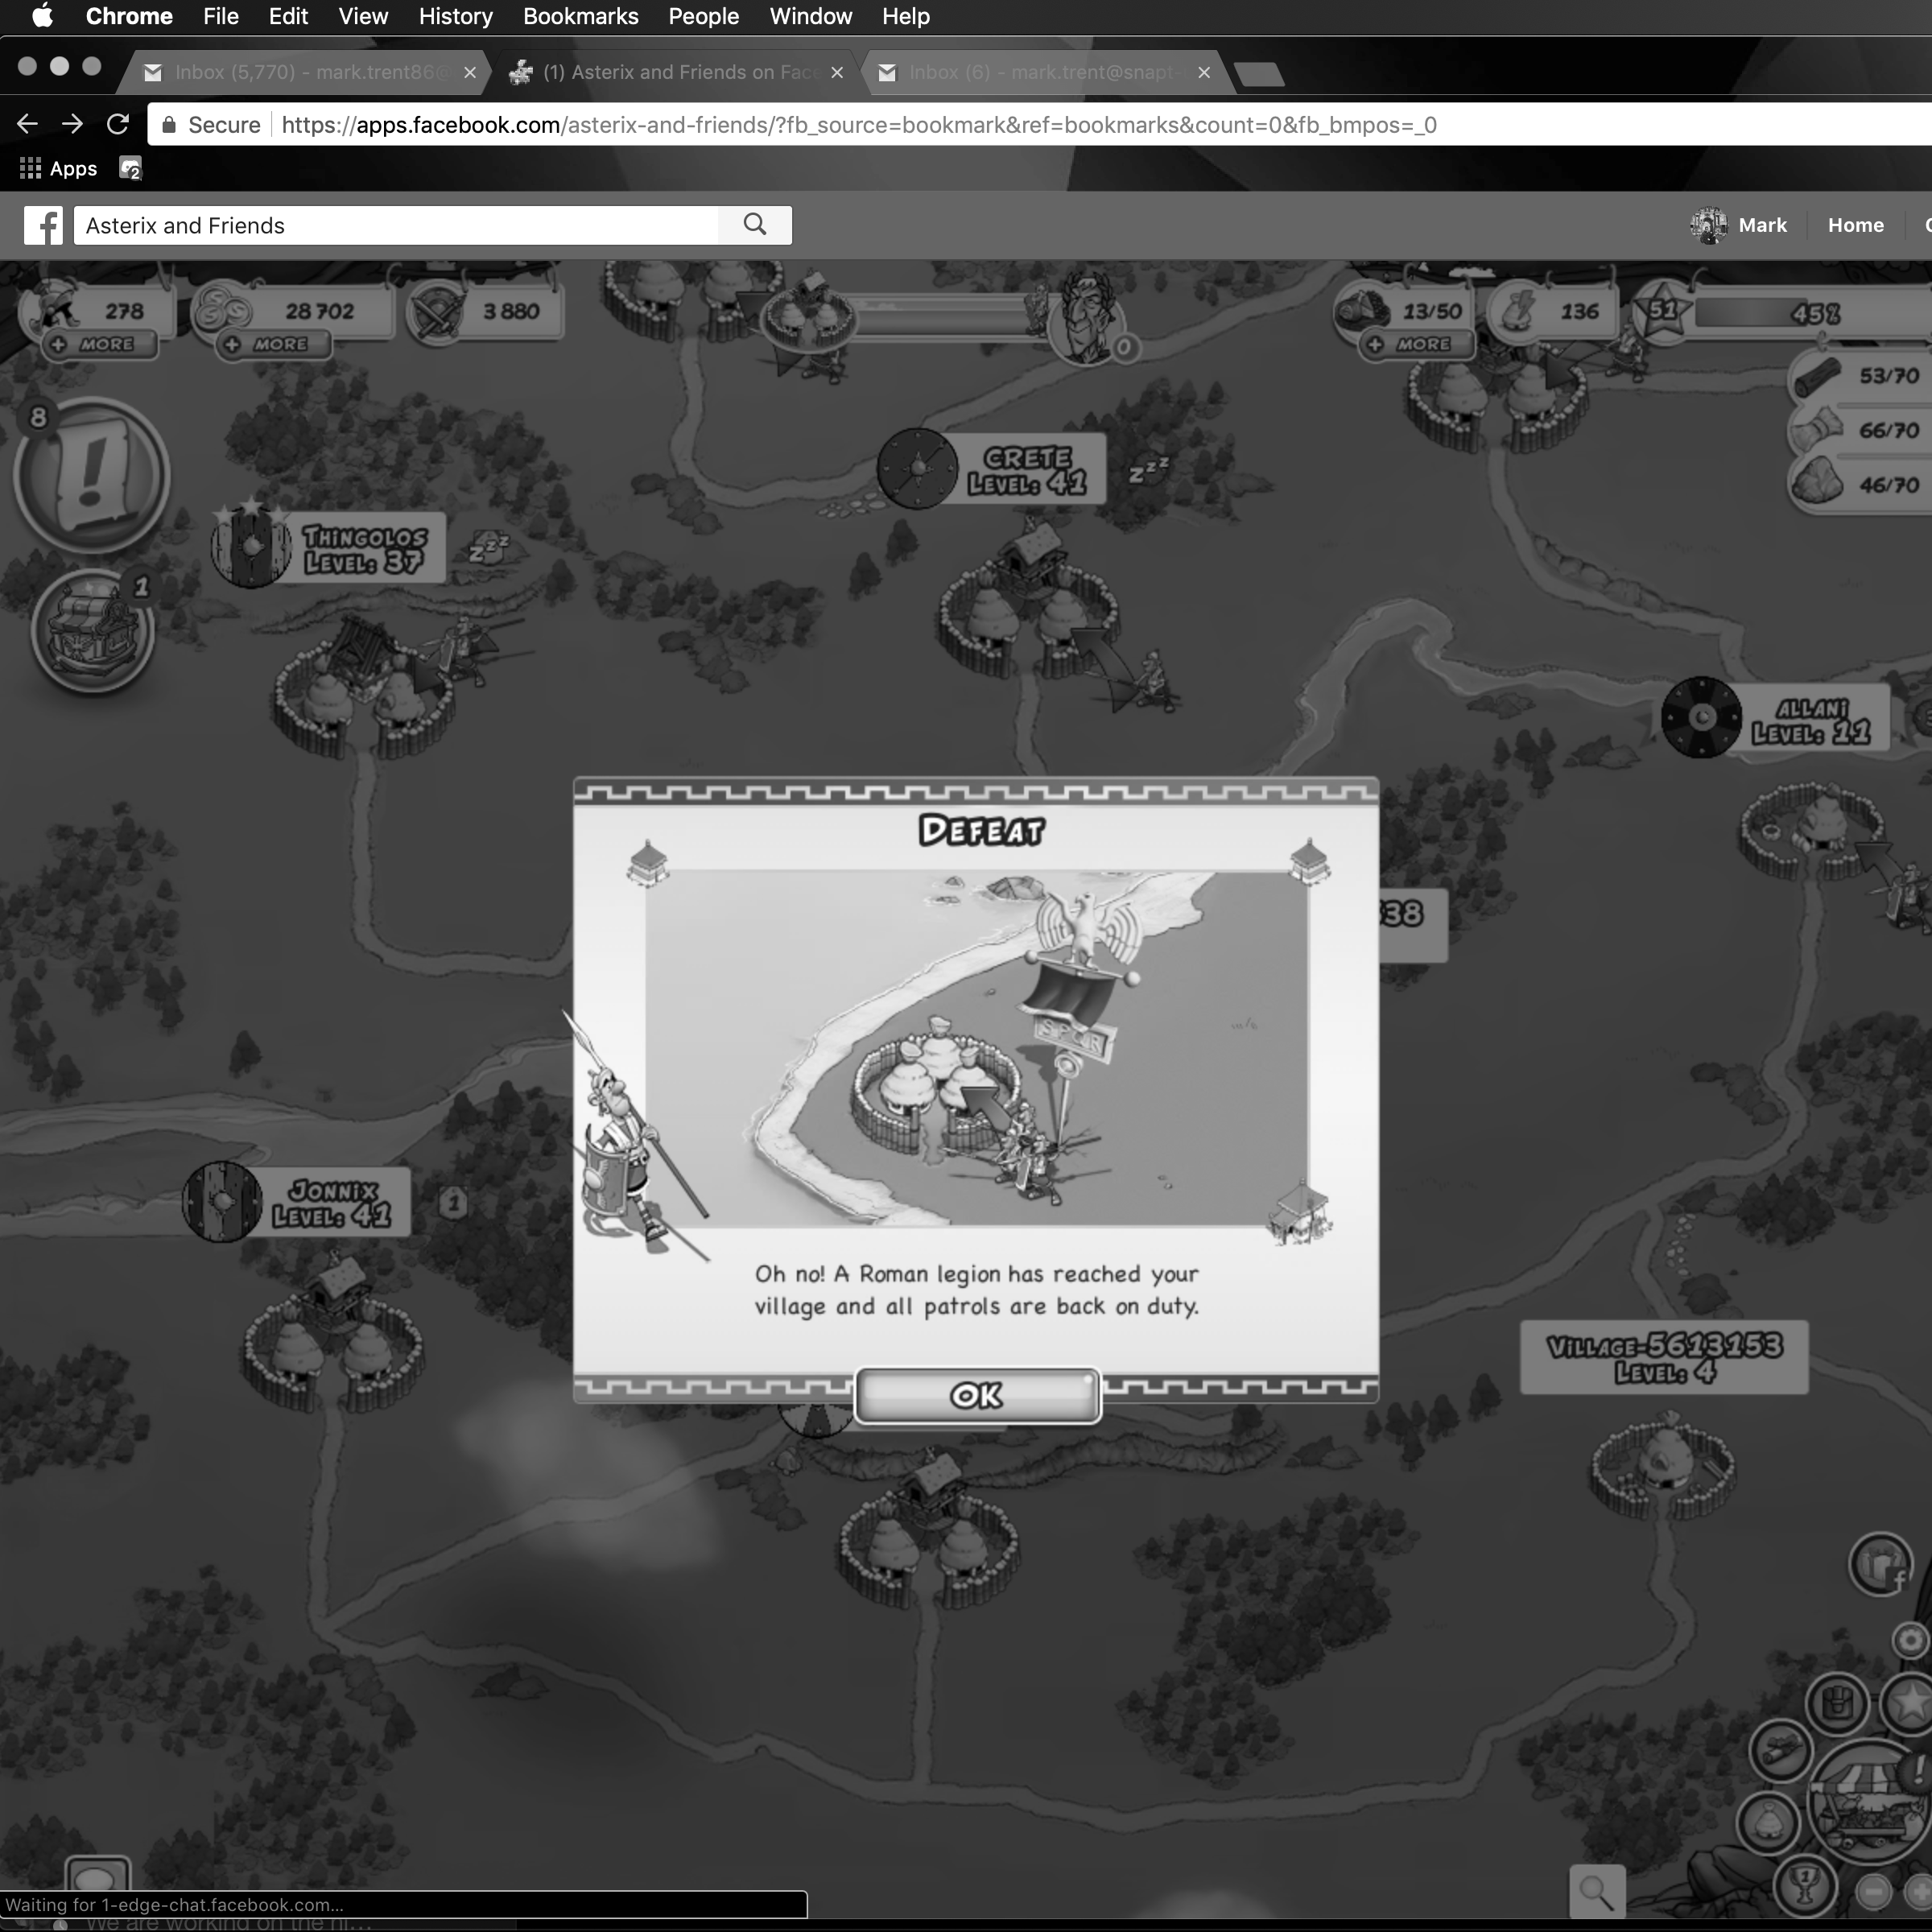 Chrome File Edit View History Bookmarks People Window Help
Inbox (5,770) - mark.trent86@
(1) Asterix and Friends on Face
Inbox (6) - mark.trent@snapt-
Secure https://apps.facebook.com/asterix-and-friends/?fb_source=bookmark&ref=bookmarks&count=0&fb_bmpos=_0
Apps 2
Asterix and Friends
Mark Home
278 28 702 3 880 0 13/50 136 51 45%
+ MORE + MORE + MORE
53/70
66/70
46/70
8
CRETE
LEVEL: 41
zzz
THINGOLOS
LEVEL: 37
zzz
1
ALLANI
LEVEL: 11
DEFEAT
38
SPQR
JONNIX
LEVEL: 41
1
Oh no! A Roman legion has reached your
village and all patrols are back on duty.
OK
VILLAGE-5613153
LEVEL: 4
Waiting for 1-edge-chat.facebook.com...
We are working on the